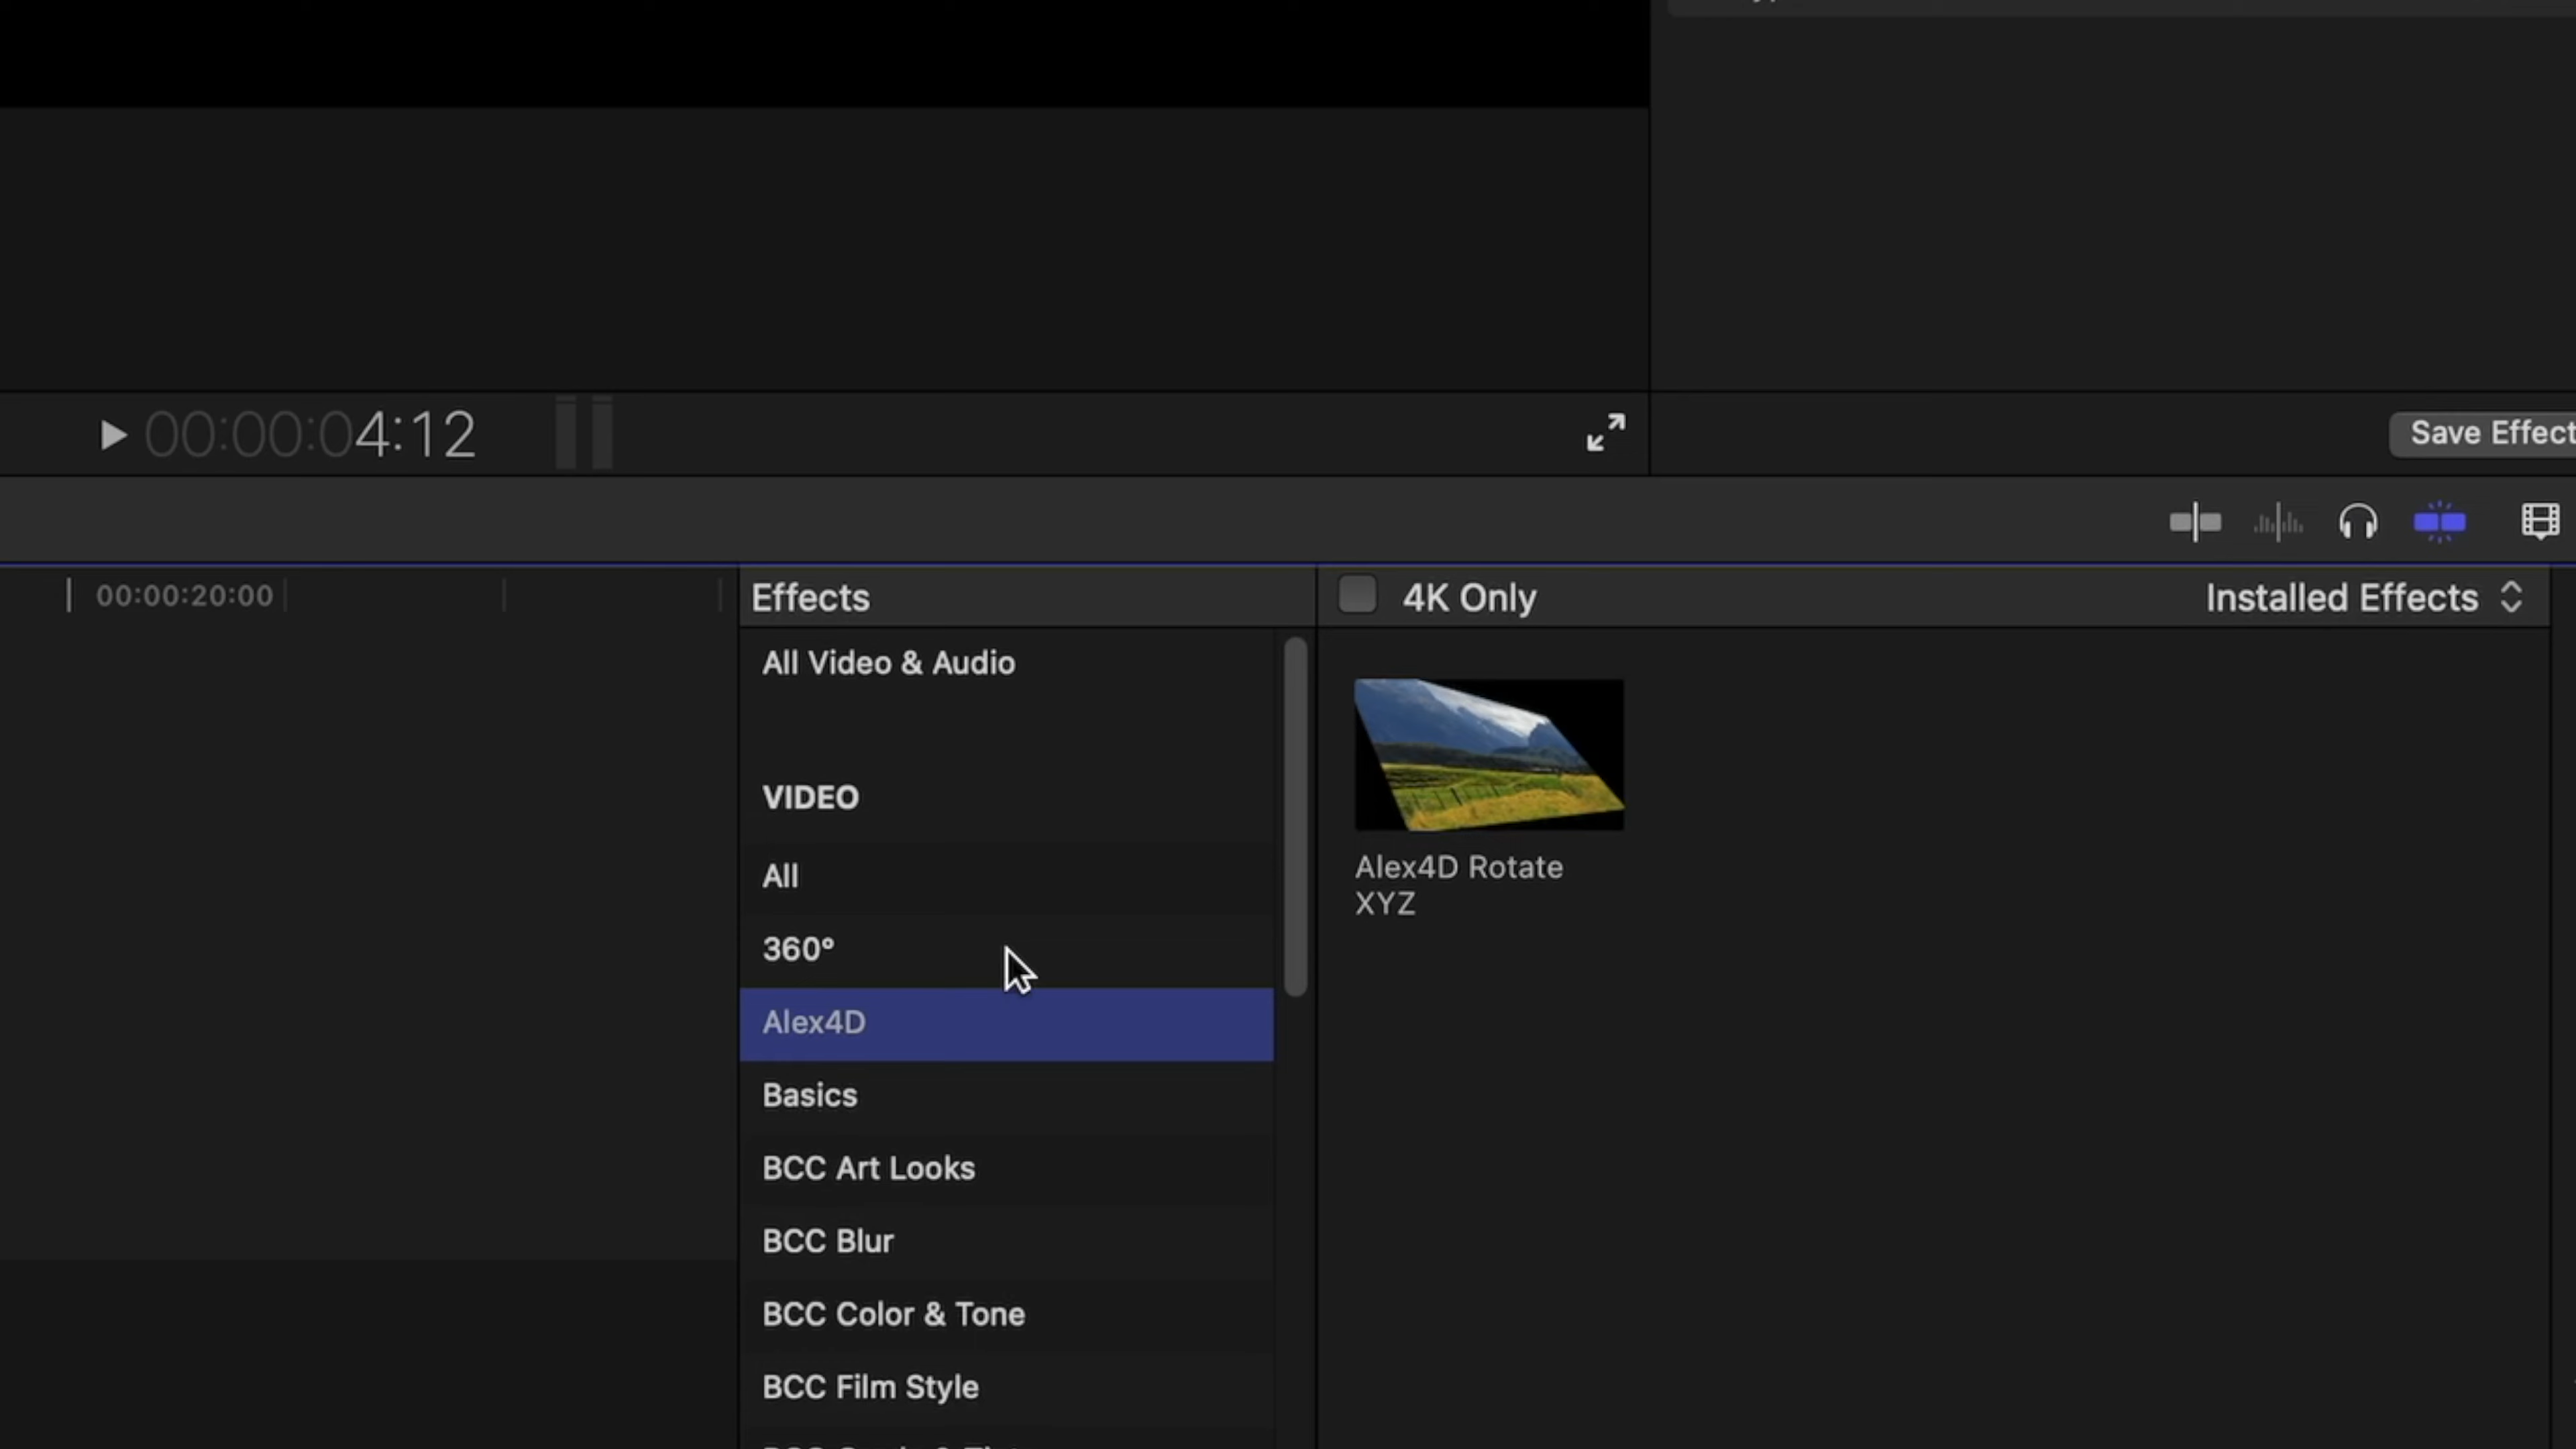 00:00:04:12
Save Effect
00:00:20:00
Effects
4K Only
Installed Effects
All Video & Audio
VIDEO
All
360°
Alex4D
Basics
BCC Art Looks
BCC Blur
BCC Color & Tone
BCC Film Style
Alex4D Rotate
XYZ